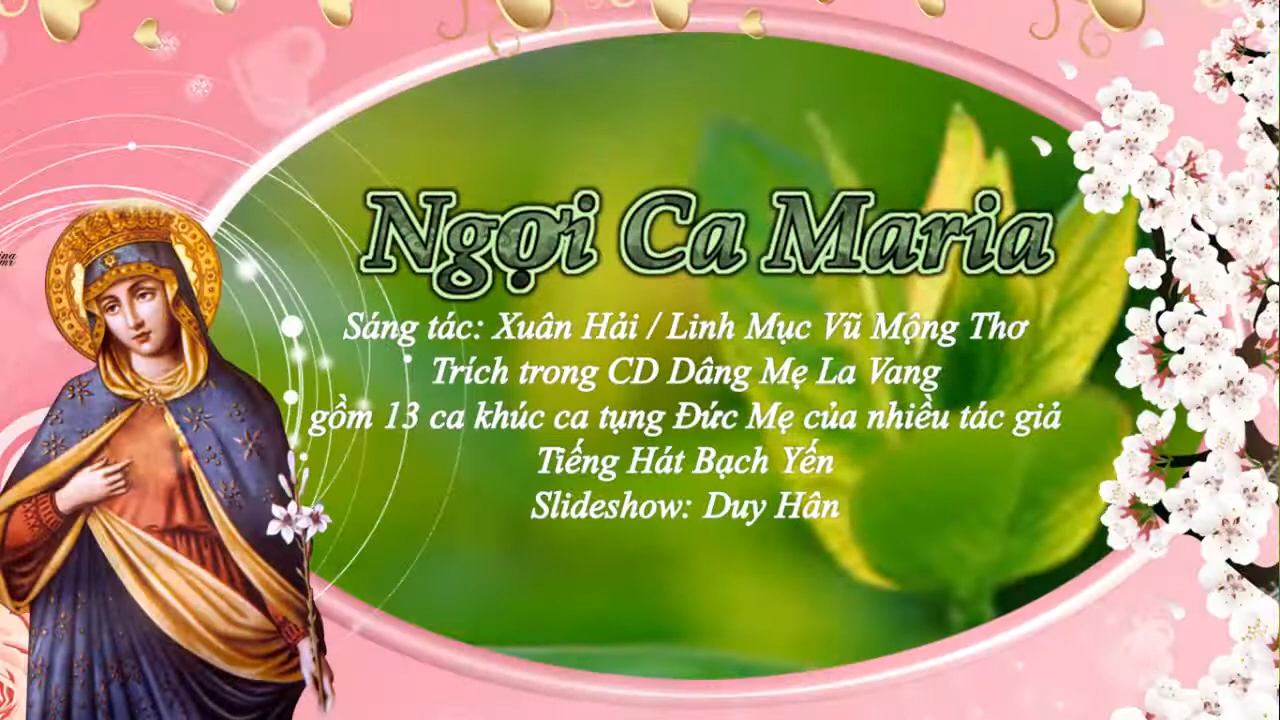 Ngợi Ca Maria
Sáng tác: Xuân Hải / Linh Mục Vũ Mộng Thơ
Trích trong CD Dâng Mẹ La Vang
gồm 13 ca khúc ca tụng Đức Mẹ của nhiều tác giả
Tiếng Hát Bạch Yến
Slideshow: Duy Hân